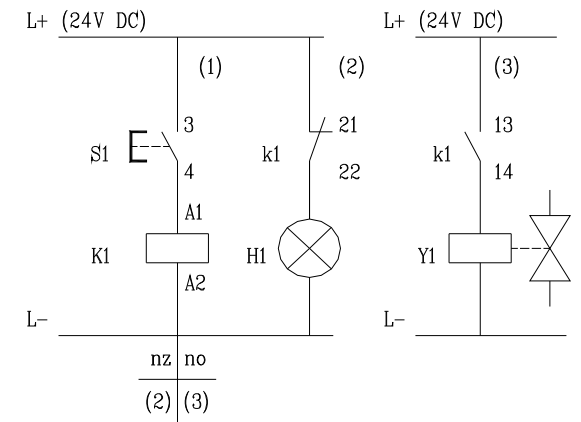 L+ (24V DC)
L+ (24V DC)
(1)
(2)
(3)
3
21
13
S1
k1
k1
4
22
14
A1
K1
H1
Y1
A2
L−
L−
nz no
(2) (3)